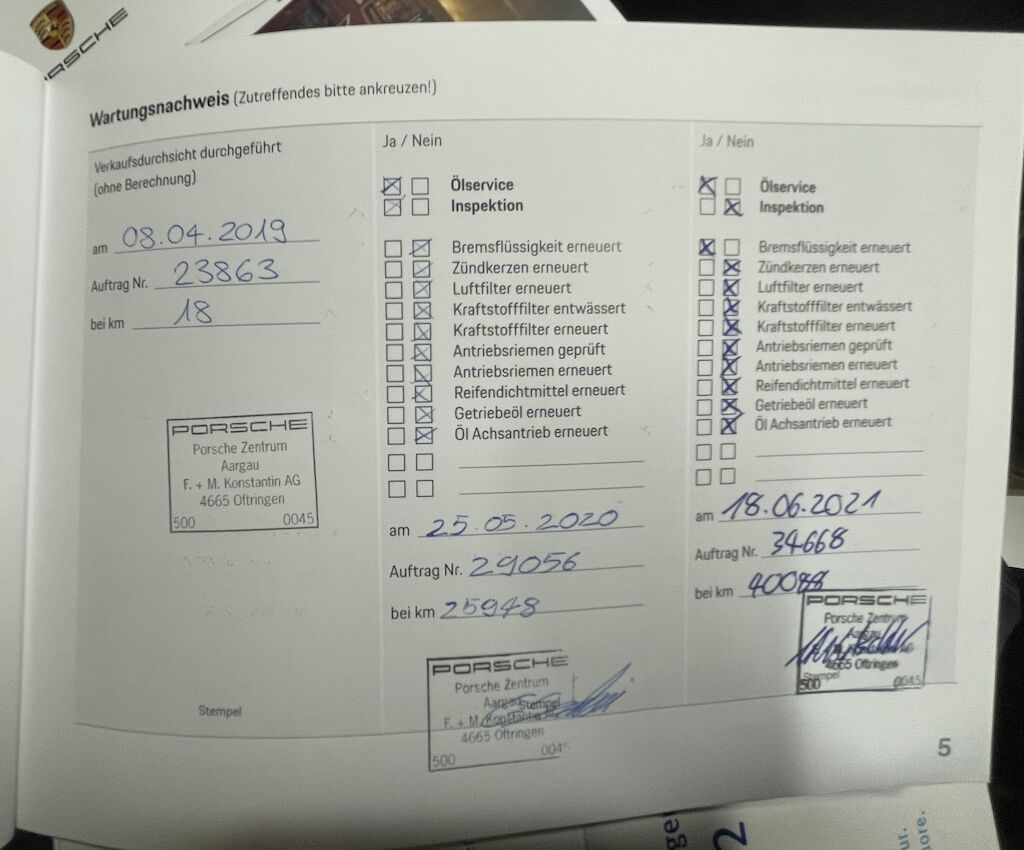 PORSCHE
Wartungsnachweis (Zutreffendes bitte ankreuzen!)
Verkaufsdurchsicht durchgeführt
(ohne Berechnung)
am 08.04.2019
Auftrag Nr. 23863
bei km 18
PORSCHE
Porsche Zentrum
Aargau
F. + M. Konstantin AG
4665 Oftringen
500 0045
Stempel
Ja / Nein
Ölservice
Inspektion
Bremsflüssigkeit erneuert
Zündkerzen erneuert
Luftfilter erneuert
Kraftstofffilter entwässert
Kraftstofffilter erneuert
Antriebsriemen geprüft
Antriebsriemen erneuert
Reifendichtmittel erneuert
Getriebeöl erneuert
Öl Achsantrieb erneuert
am 25.05.2020
Auftrag Nr. 29056
bei km 25948
PORSCHE
Porsche Zentrum
Aargau Stempel
F. + M. Konstantin
4665 Oftringen
500 0045
Ja / Nein
Ölservice
Inspektion
Bremsflüssigkeit erneuert
Zündkerzen erneuert
Luftfilter erneuert
Kraftstofffilter entwässert
Kraftstofffilter erneuert
Antriebsriemen geprüft
Antriebsriemen erneuert
Reifendichtmittel erneuert
Getriebeöl erneuert
Öl Achsantrieb erneuert
am 18.06.2021
Auftrag Nr. 34668
bei km 40088
PORSCHE
Porsche Zentrum
Aargau
4665 Oftringen
Stempel
500 0045
5